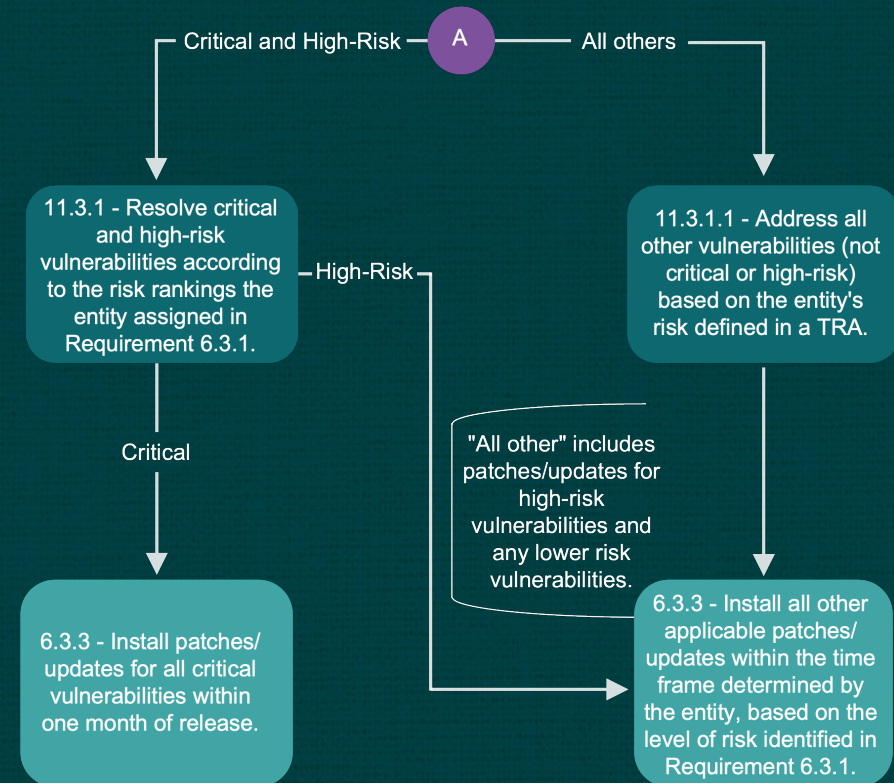 Critical and High-Risk
A
All others
11.3.1 - Resolve critical
and high-risk
vulnerabilities according
to the risk rankings the
entity assigned in
Requirement 6.3.1.
High-Risk
11.3.1.1 - Address all
other vulnerabilities (not
critical or high-risk)
based on the entity's
risk defined in a TRA.
Critical
"All other" includes
patches/updates for
high-risk
vulnerabilities and
any lower risk
vulnerabilities.
6.3.3 - Install patches/
updates for all critical
vulnerabilities within
one month of release.
6.3.3 - Install all other
applicable patches/
updates within the time
frame determined by
the entity, based on the
level of risk identified in
Requirement 6.3.1.